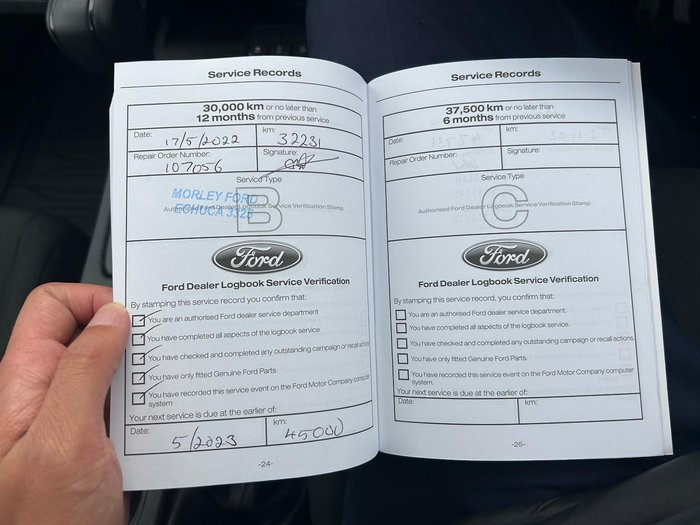 Service Records
30,000 km or no later than
12 months from previous service
Date: 17/5/2022
km: 32231
Repair Order Number: 107056
Signature:
Service Type
B
MORLEY FORD
ECHUCA 3325
Authorised Ford Dealer Logbook Service Verification Stamp
Ford
Ford Dealer Logbook Service Verification
By stamping this service record you confirm that:
You are an authorised Ford dealer service department
You have completed all aspects of the logbook service
You have checked and completed any outstanding campaign or recall actions
You have only fitted Genuine Ford Parts
You have recorded this service event on the Ford Motor Company computer
system
Your next service is due at the earlier of:
Date: 5/2023
km: 45000
-24-
Service Records
37,500 km or no later than
6 months from previous service
Date:
km:
Repair Order Number:
Signature:
Service Type
C
Authorised Ford Dealer Logbook Service Verification Stamp
Ford
Ford Dealer Logbook Service Verification
By stamping this service record, you confirm that:
You are an authorised Ford dealer service department.
You have completed all aspects of the logbook service.
You have checked and completed any outstanding campaign or recall actions.
You have only fitted Genuine Ford Parts.
You have recorded this service event on the Ford Motor Company computer
system.
Your next service is due at the earlier of:
Date:
km:
-25-